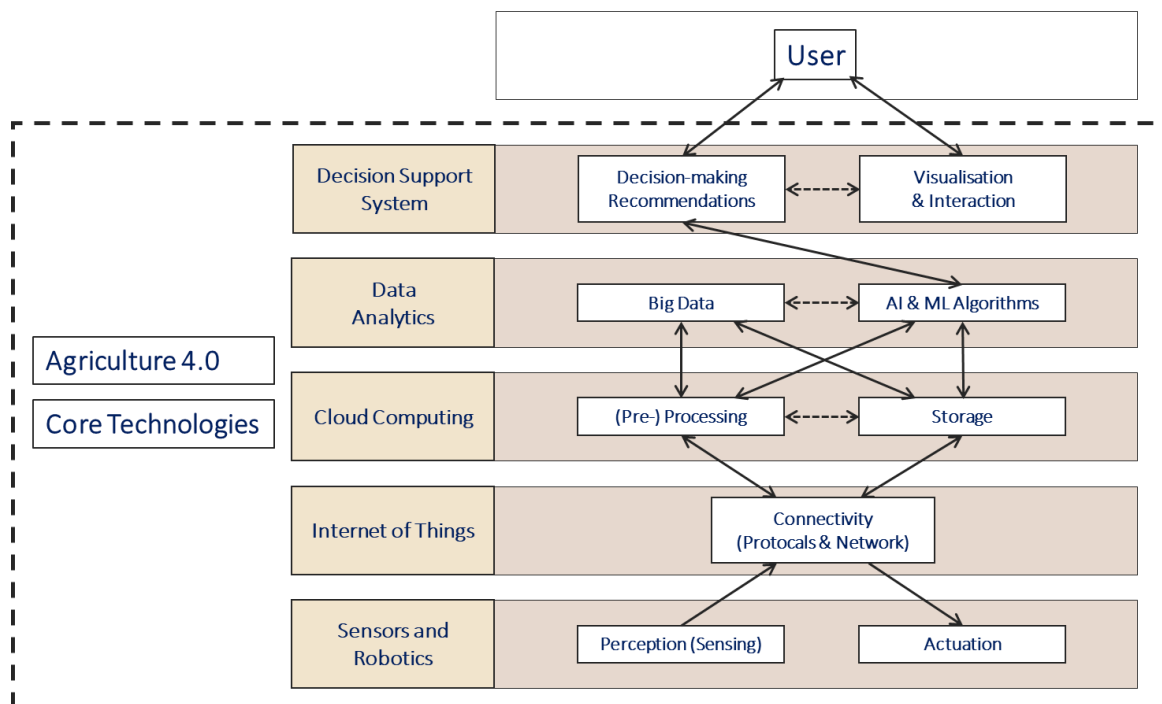 User
Decision Support
System
Decision-making
Recommendations
Visualisation
& Interaction
Data
Analytics
Big Data
AI & ML Algorithms
Agriculture 4.0
Core Technologies
Cloud Computing
(Pre-) Processing
Storage
Internet of Things
Connectivity
(Protocals & Network)
Sensors and
Robotics
Perception (Sensing)
Actuation